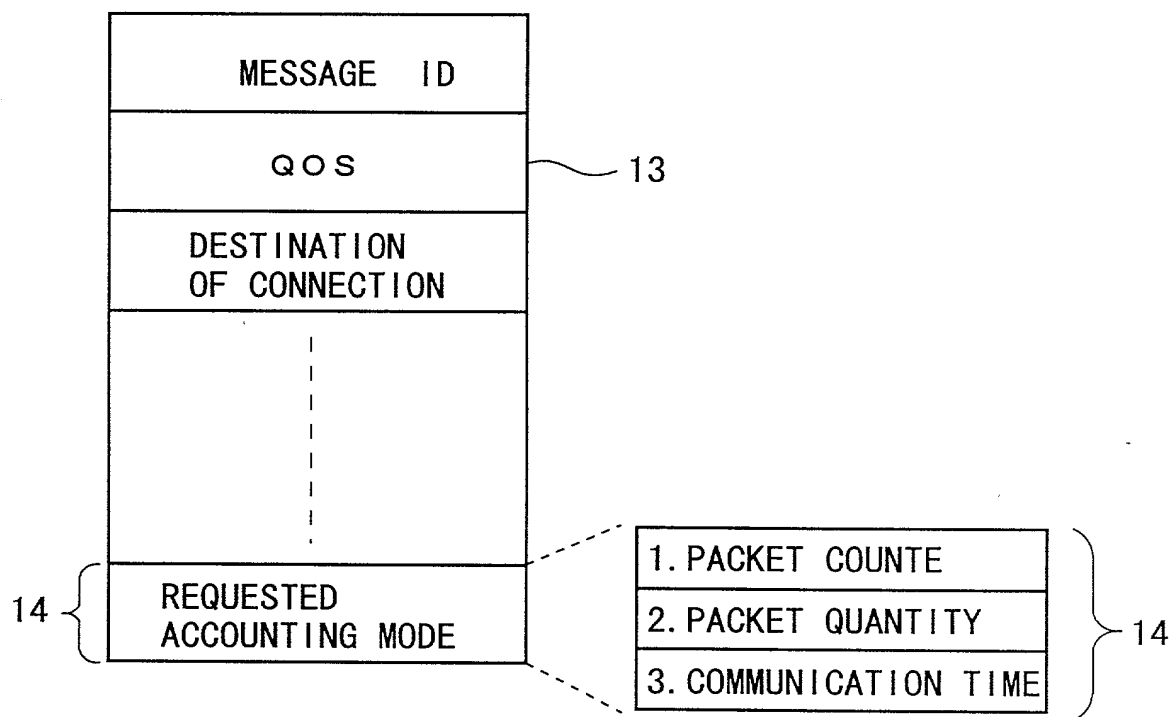 MESSAGE ID
QOS
13
DESTINATION
OF CONNECTION
14
REQUESTED
ACCOUNTING MODE
1. PACKET COUNTE
2. PACKET QUANTITY
3. COMMUNICATION TIME
14